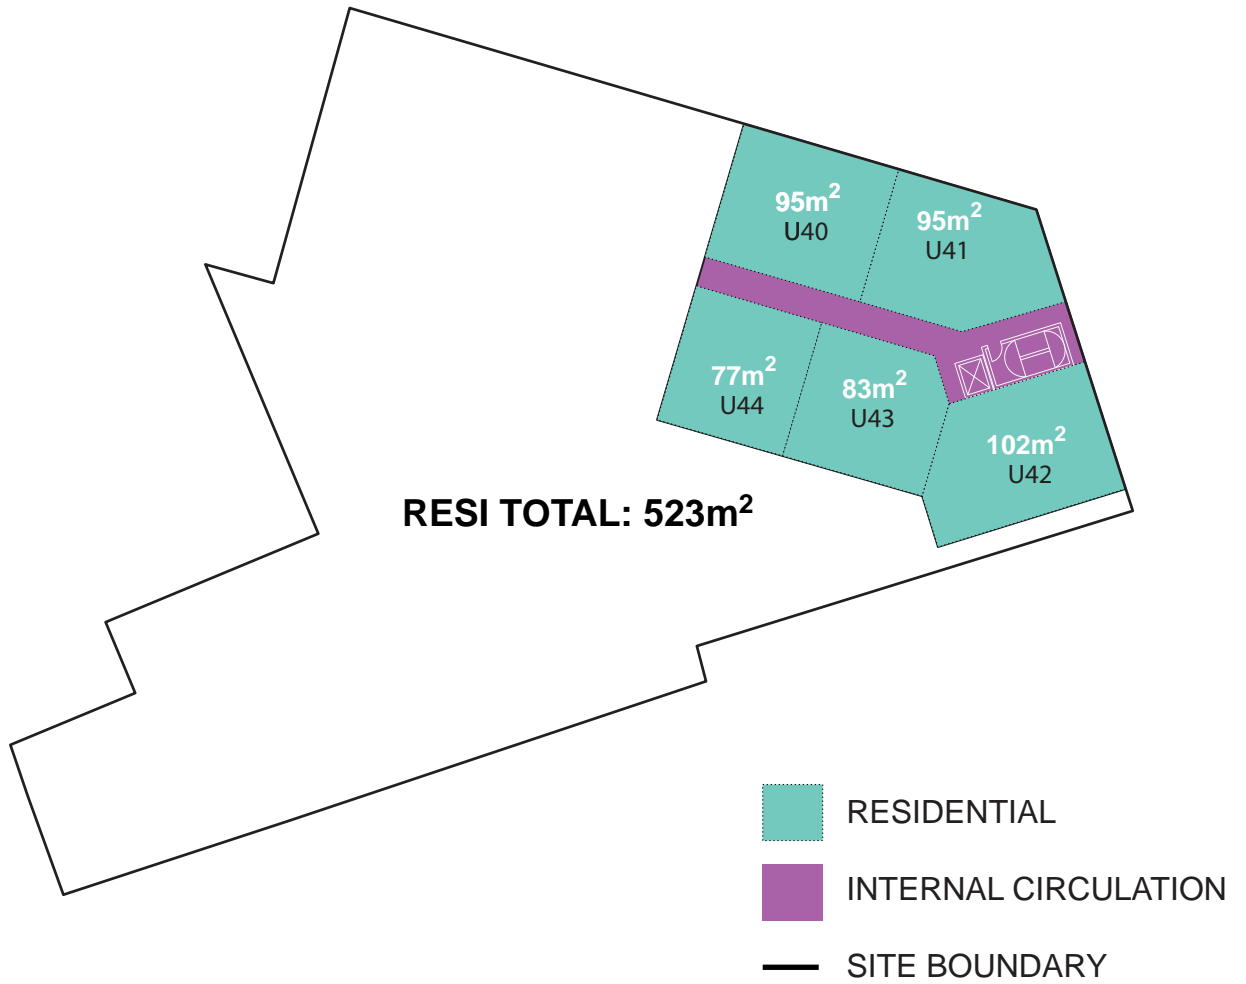 95m²
U40
95m²
U41
77m²
U44
83m²
U43
102m²
U42
RESI TOTAL: 523m²
RESIDENTIAL
INTERNAL CIRCULATION
SITE BOUNDARY